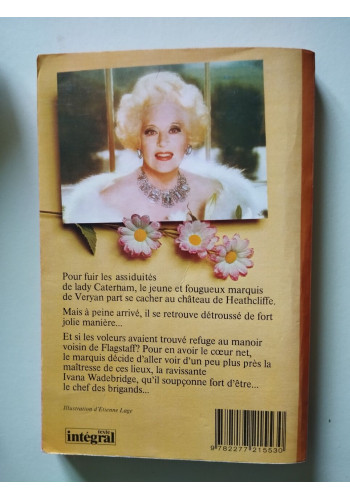 Pour fuir les assiduités
de lady Caterhum, le jeune et fougueux marquis
de Veryan part se cacher au château de Heathcliffe.
Mais à peine arrivé, il se retrouve détroussé de fort
jolie manière...
Et si les voleurs avaient trouvé refuge au manoir
voisin de Flagstaff? Pour en avoir le cœur net,
le marquis décide d'aller voir d'un peu plus près la
maîtresse de ces lieux, la ravissante
Ivana Wadebridge, qu'il soupçonne fort d'être...
le chef des brigands...
Illustration d'Etienne Lage
texte
intégral
9 782277 215530